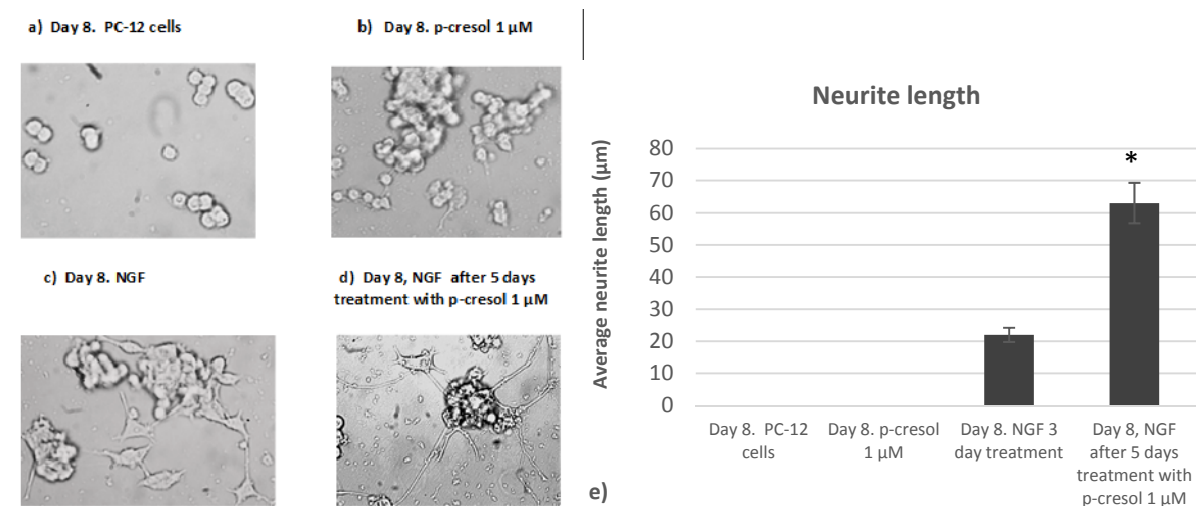 a) Day 8. PC-12 cells
b) Day 8. p-cresol 1 µM
c) Day 8. NGF
d) Day 8, NGF after 5 days
treatment with p-cresol 1 µM
Neurite length
Average neurite length (µm)
80
70
60
50
40
30
20
10
0
*
Day 8. PC-12
cells
Day 8. p-cresol
1 µM
Day 8. NGF 3
day treatment
Day 8, NGF
after 5 days
treatment with
p-cresol 1 µM
e)